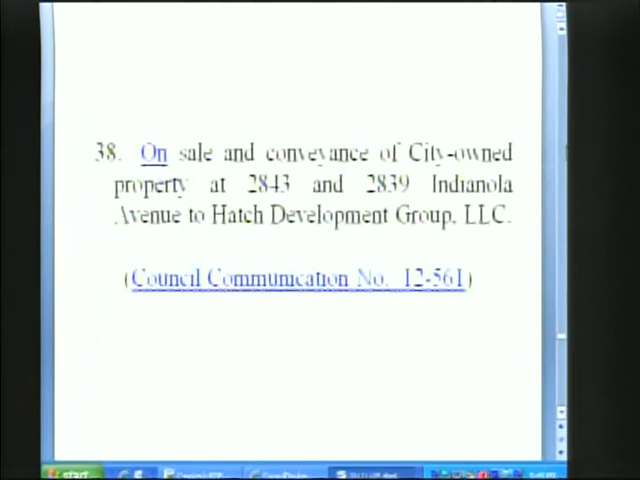 38. On sale and conveyance of City-owned
property at 2843 and 2839 Indianola
Avenue to Hatch Development Group, LLC.
(Council Communication No. 12-561)
start